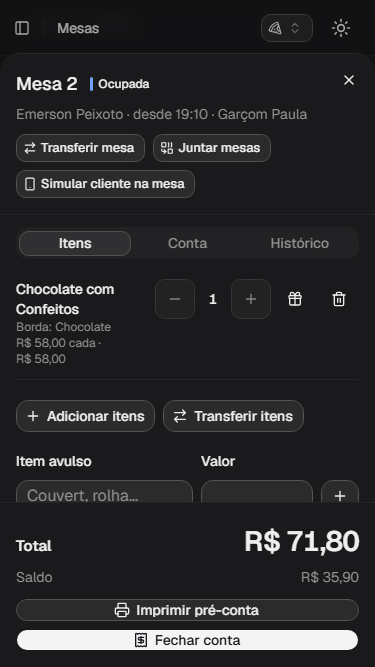 Mesas
Mesa 2
Ocupada
Emerson Peixoto · desde 19:10 · Garçom Paula
Transferir mesa
Juntar mesas
Simular cliente na mesa
Itens
Conta
Histórico
Chocolate com
Confeitos
Borda: Chocolate
R$ 58,00 cada ·
R$ 58,00
1
Adicionar itens
Transferir itens
Item avulso
Valor
Couvert, rolha...
Total
R$ 71,80
Saldo
R$ 35,90
Imprimir pré-conta
Fechar conta